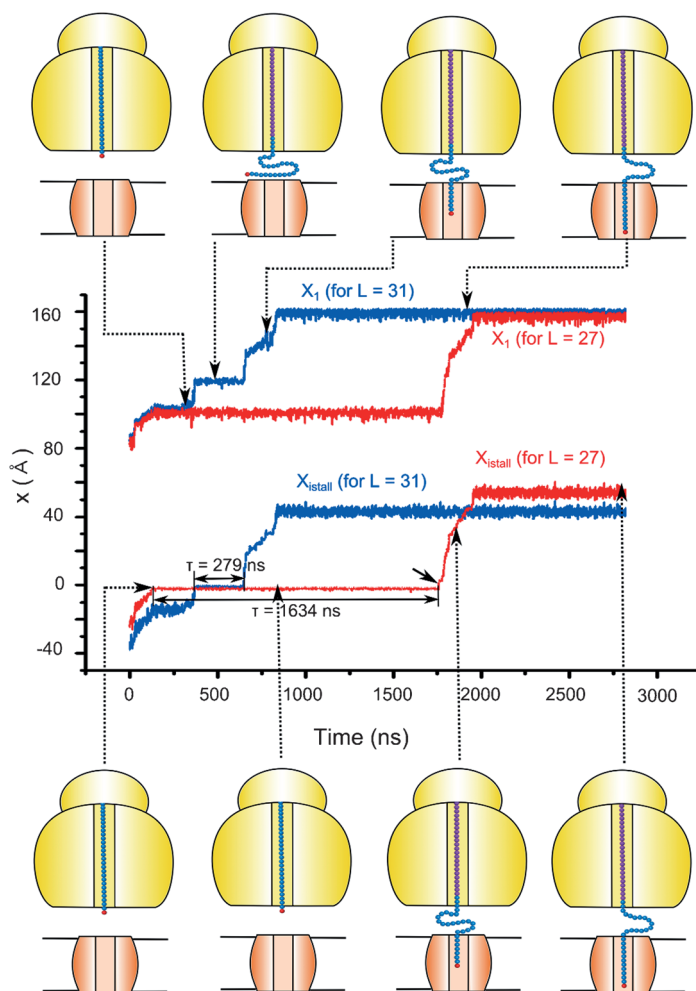 160
120
80
40
0
-40
x ( Å )
X1 (for L = 31)
X1 (for L = 27)
Xistall (for L = 31)
Xistall (for L = 27)
τ = 279 ns
τ = 1634 ns
0 500 1000 1500 2000 2500 3000
Time (ns)